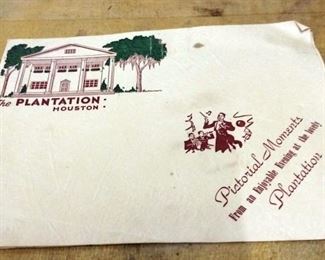 The PLANTATION:
HOUSTON:
Pictorial Moments
From an Enjoyable Evening at the lovely
Plantation